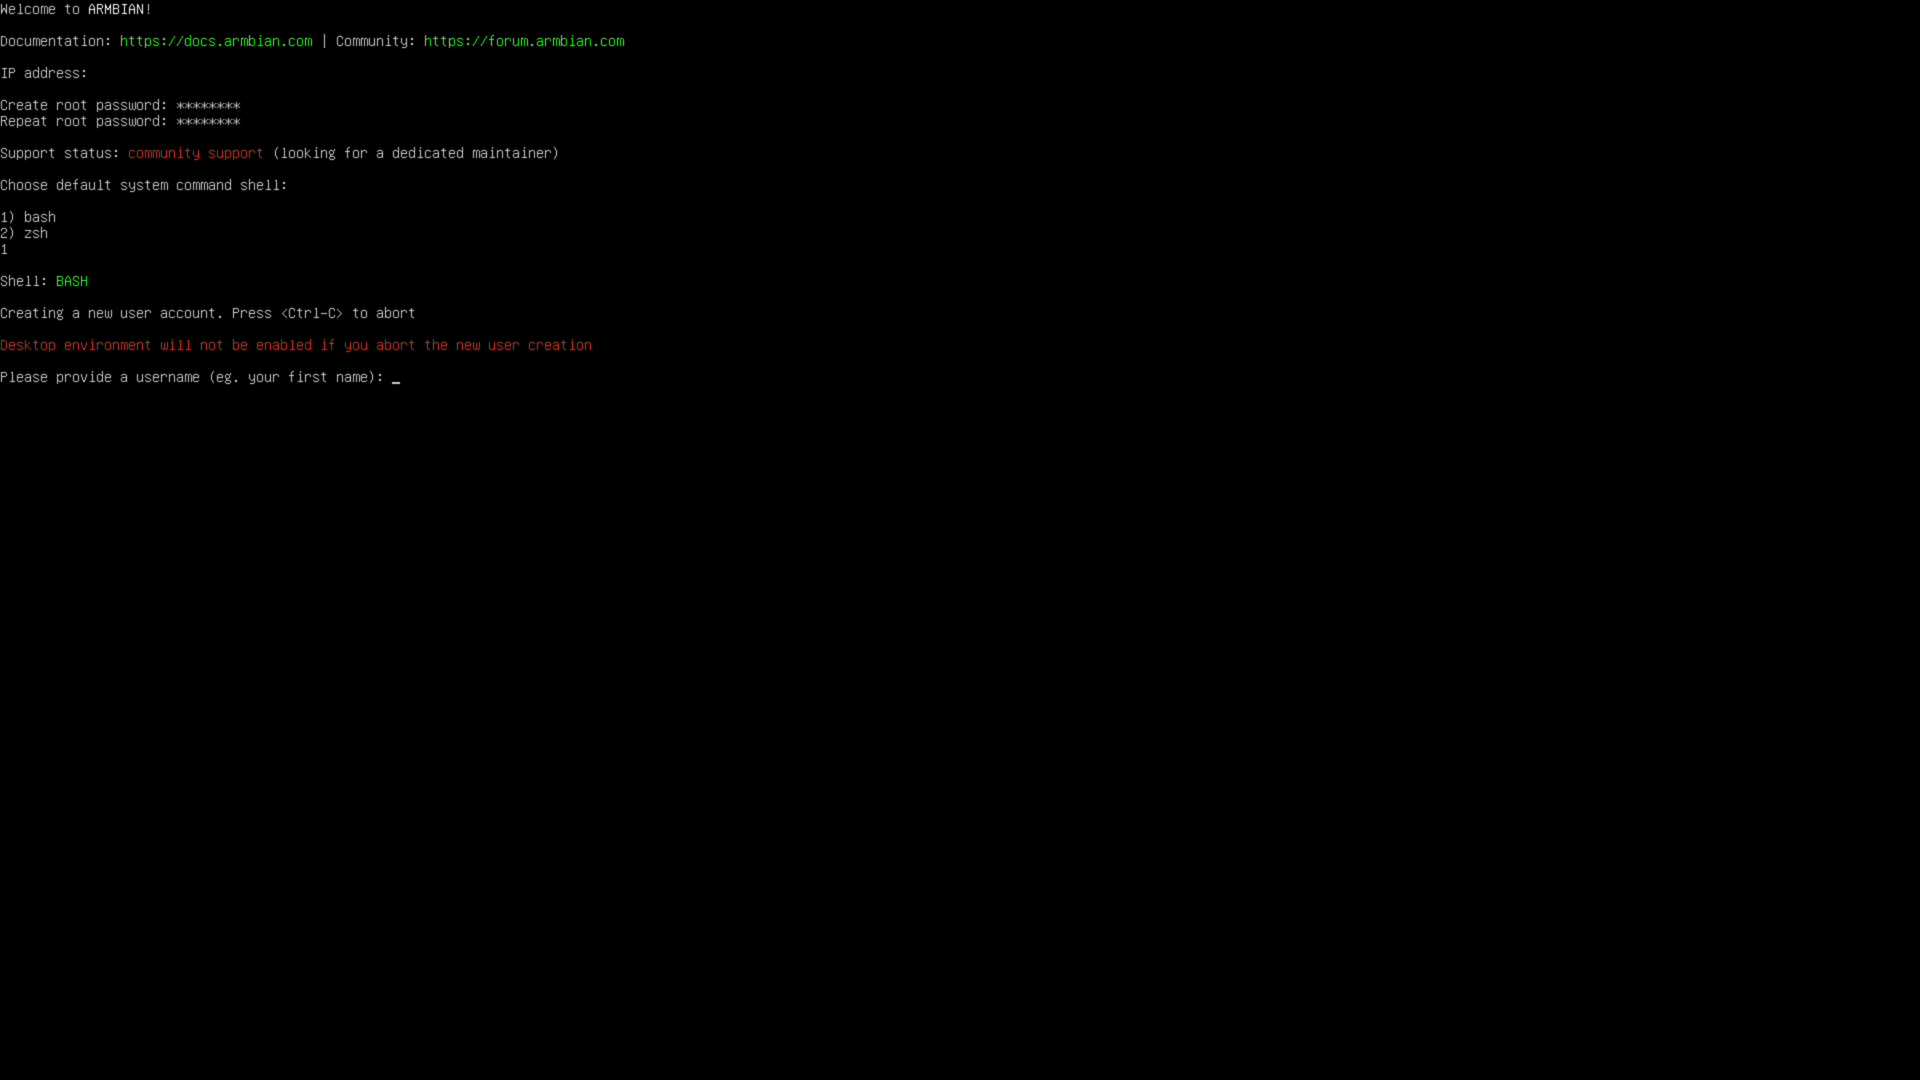 Welcome to ARMBIAN!
Documentation: https://docs.armbian.com | Community: https://forum.armbian.com
IP address:
Create root password: ********
Repeat root password: ********
Support status: community support (looking for a dedicated maintainer)
Choose default system command shell:
1) bash
2) zsh
1
Shell: BASH
Creating a new user account. Press <Ctrl-C> to abort
Desktop environment will not be enabled if you abort the new user creation
Please provide a username (eg. your first name): _